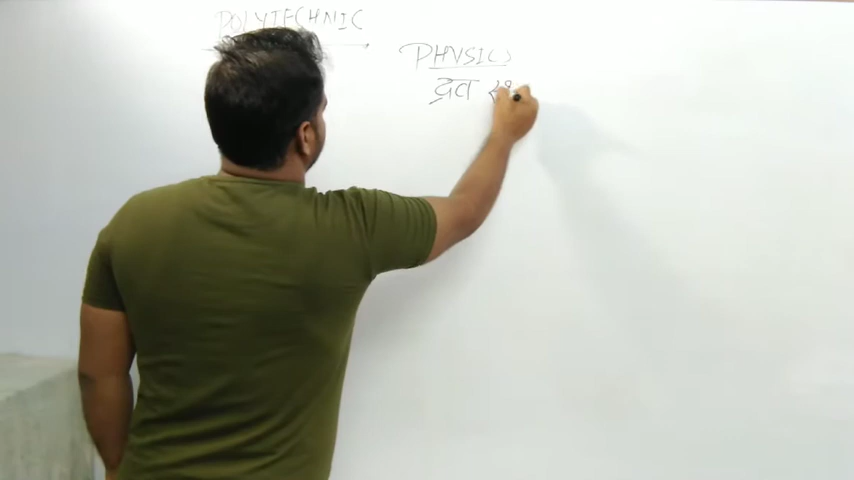 POLYTECHNIC
PHYSICS
द्रव